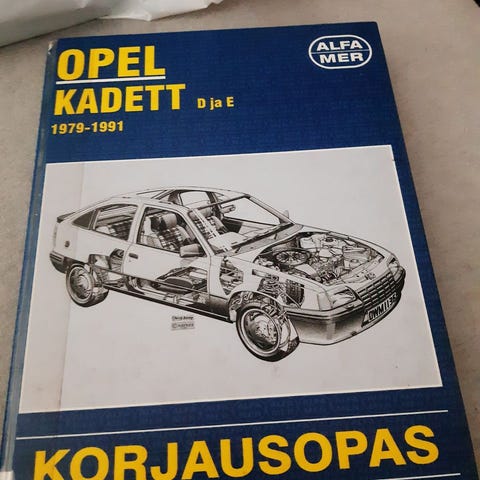 OPEL
KADETT D ja E
1979-1991
ALFA
MER
KORJAUSOPAS